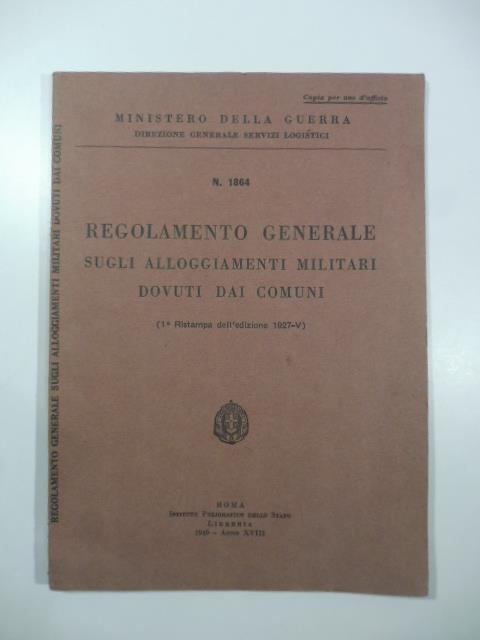 Copia per uso d'ufficio
MINISTERO DELLA GUERRA
DIREZIONE GENERALE SERVIZI LOGISTICI
N. 1864
REGOLAMENTO GENERALE
SUGLI ALLOGGIAMENTI MILITARI
DOVUTI DAI COMUNI
(1ª Ristampa dell'edizione 1927-V)
ROMA
ISTITUTO POLIGRAFICO DELLO STATO
LIBRERIA
1940 - ANNO XVIII
REGOLAMENTO GENERALE SUGLI ALLOGGIAMENTI MILITARI DOVUTI DAI COMUNI